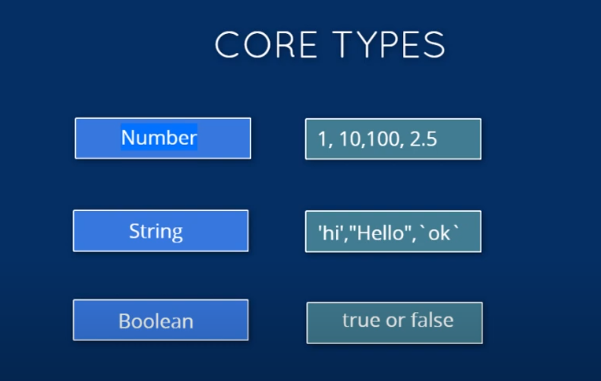 CORE TYPES
Number
1, 10,100, 2.5
String
'hi',"Hello",`ok`
Boolean
true or false